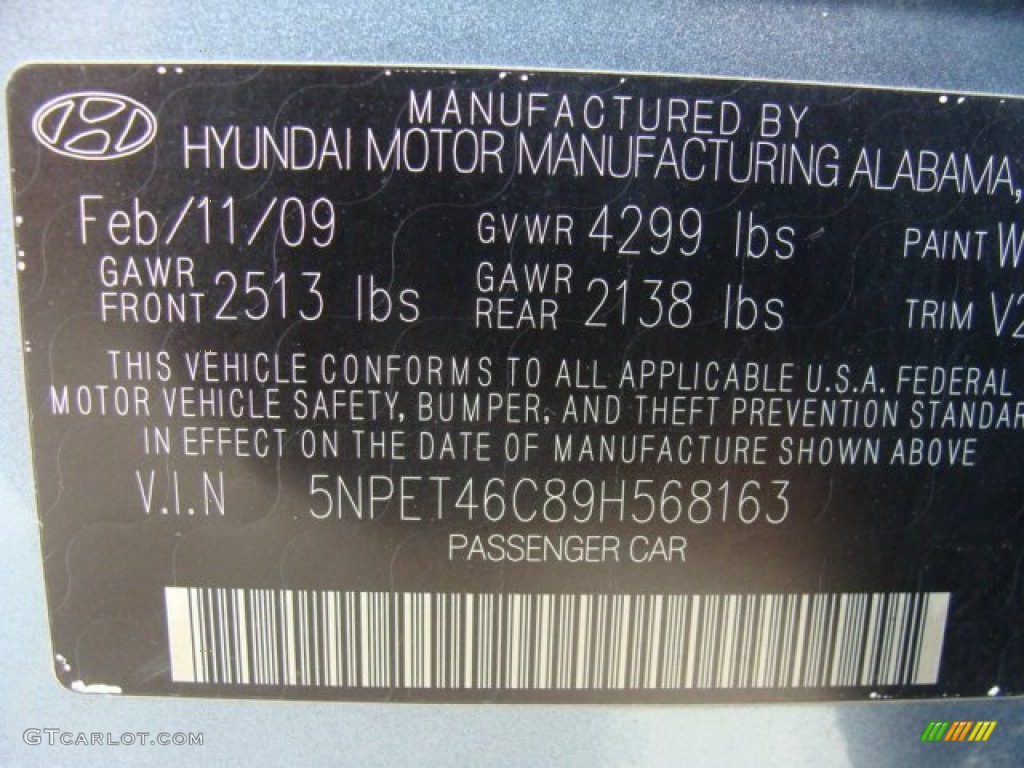 MANUFACTURED BY
HYUNDAI MOTOR MANUFACTURING ALABAMA,
Feb/11/09 GVWR 4299 lbs PAINT W
GAWR FRONT 2513 lbs GAWR REAR 2138 lbs TRIM V2
THIS VEHICLE CONFORMS TO ALL APPLICABLE U.S.A. FEDERAL
MOTOR VEHICLE SAFETY, BUMPER, AND THEFT PREVENTION STANDAR
IN EFFECT ON THE DATE OF MANUFACTURE SHOWN ABOVE
V.I.N 5NPET46C89H568163
PASSENGER CAR
GTCARLOT.COM